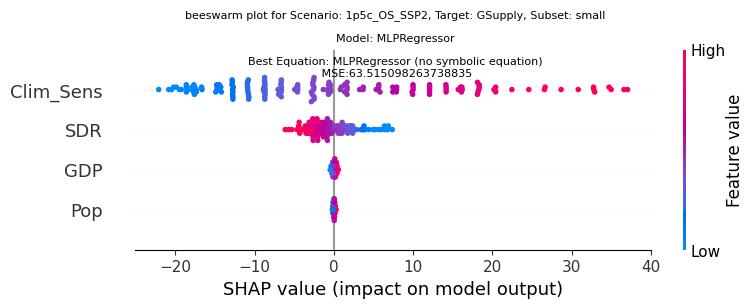 beeswarm plot for Scenario: 1p5c_OS_SSP2, Target: GSupply, Subset: small
Model: MLPRegressor
Best Equation: MLPRegressor (no symbolic equation)
MSE:63.515098263738835
High
Clim_Sens
SDR
GDP
Pop
Feature value
Low
−20 −10 0 10 20 30 40
SHAP value (impact on model output)